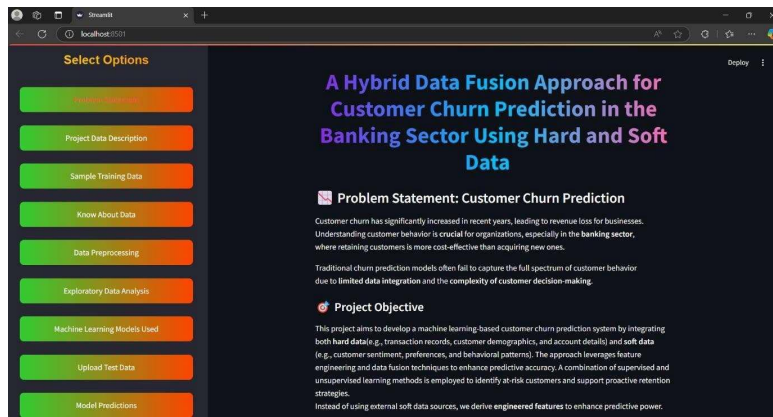 Streamlit
localhost:8501
Select Options
Deploy
Project Data Description
Sample Training Data
Know About Data
Data Preprocessing
Exploratory Data Analysis
Machine Learning Models Used
Upload Test Data
Model Predictions
A Hybrid Data Fusion Approach for
Customer Churn Prediction in the
Banking Sector Using Hard and Soft
Data
Problem Statement: Customer Churn Prediction
Customer churn has significantly increased in recent years, leading to revenue loss for businesses.
Understanding customer behavior is crucial for organizations, especially in the banking sector,
where retaining customers is more cost-effective than acquiring new ones.
Traditional churn prediction models often fail to capture the full spectrum of customer behavior
due to limited data integration and the complexity of customer decision-making.
Project Objective
This project aims to develop a machine learning-based customer churn prediction system by integrating
both hard data(e.g., transaction records, customer demographics, and account details) and soft data
(e.g., customer sentiment, preferences, and behavioral patterns). The approach leverages feature
engineering and data fusion techniques to enhance predictive accuracy. A combination of supervised and
unsupervised learning methods is employed to identify at-risk customers and support proactive retention
strategies.
Instead of using external soft data sources, we derive engineered features to enhance predictive power.